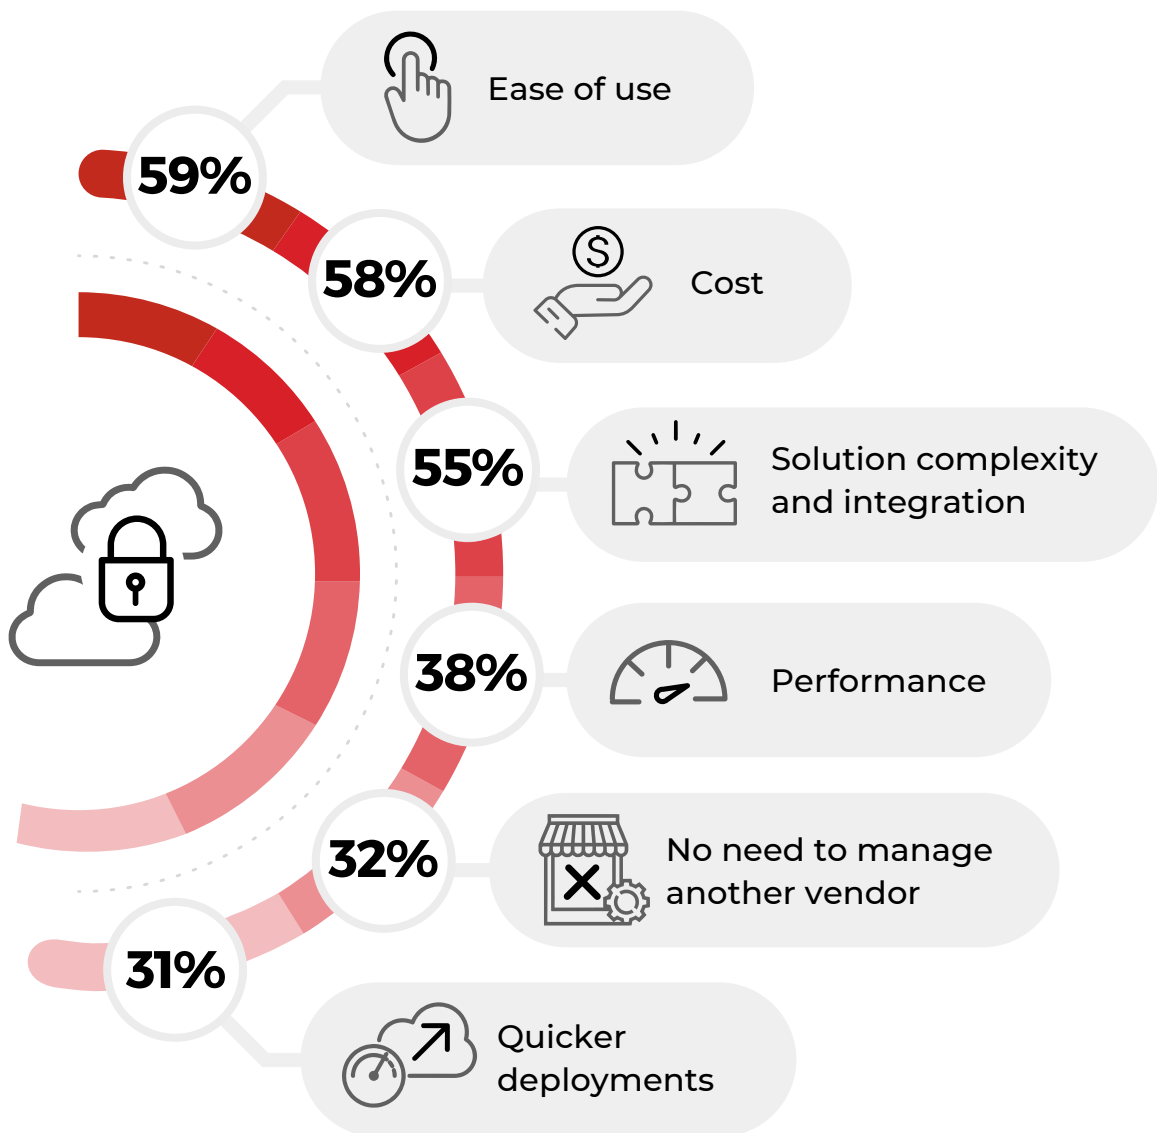 59%
Ease of use
58%
$
Cost
55%
Solution complexity
and integration
38%
Performance
32%
No need to manage
another vendor
31%
Quicker
deployments